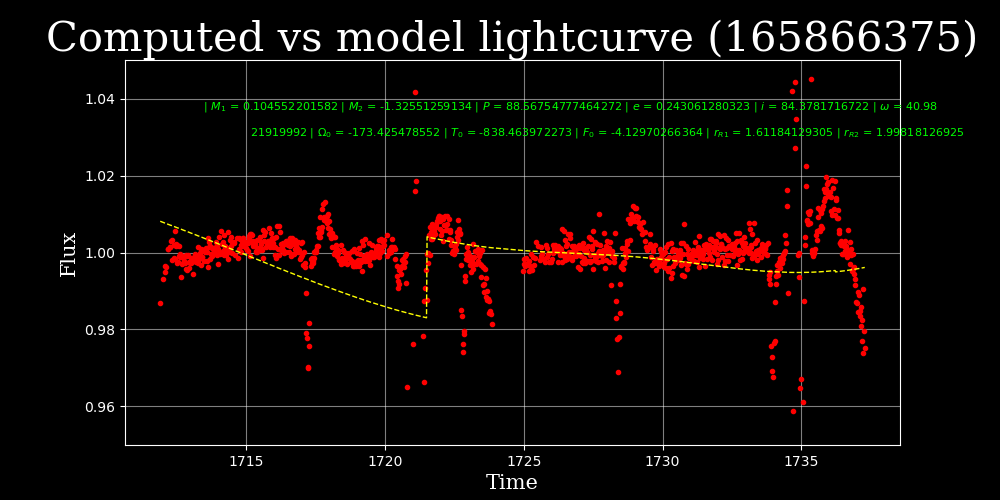 Computed vs model lightcurve (165866375)
| M₁ = 0.104552201582 | M₂ = -1.32551259134 | P = 88.56754777464272 | e = 0.243061280323 | i = 84.3781716722 | ω = 40.98
21919992 | Ω₀ = -173.425478552 | T₀ = -838.463972273 | F₀ = -4.12970266364 | r_R1 = 1.61184129305 | r_R2 = 1.99818126925
Flux
1.04
1.02
1.00
0.98
0.96
1715 1720 1725 1730 1735
Time